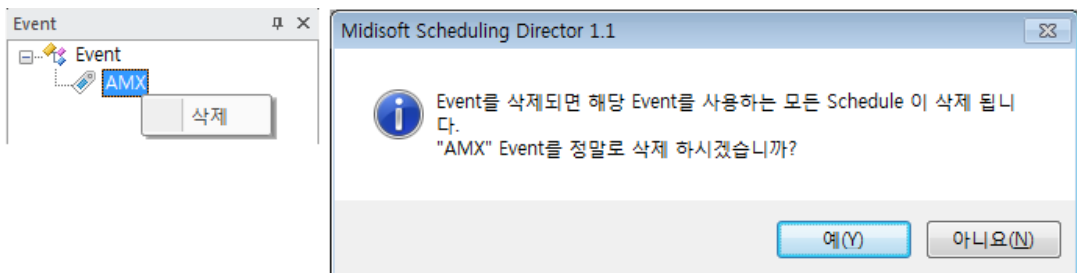 Event
Event
AMX
삭제
Midisoft Scheduling Director 1.1
Event를 삭제되면 해당 Event를 사용하는 모든 Schedule 이 삭제 됩니
다.
"AMX" Event를 정말로 삭제 하시겠습니까?
예(Y)
아니요(N)